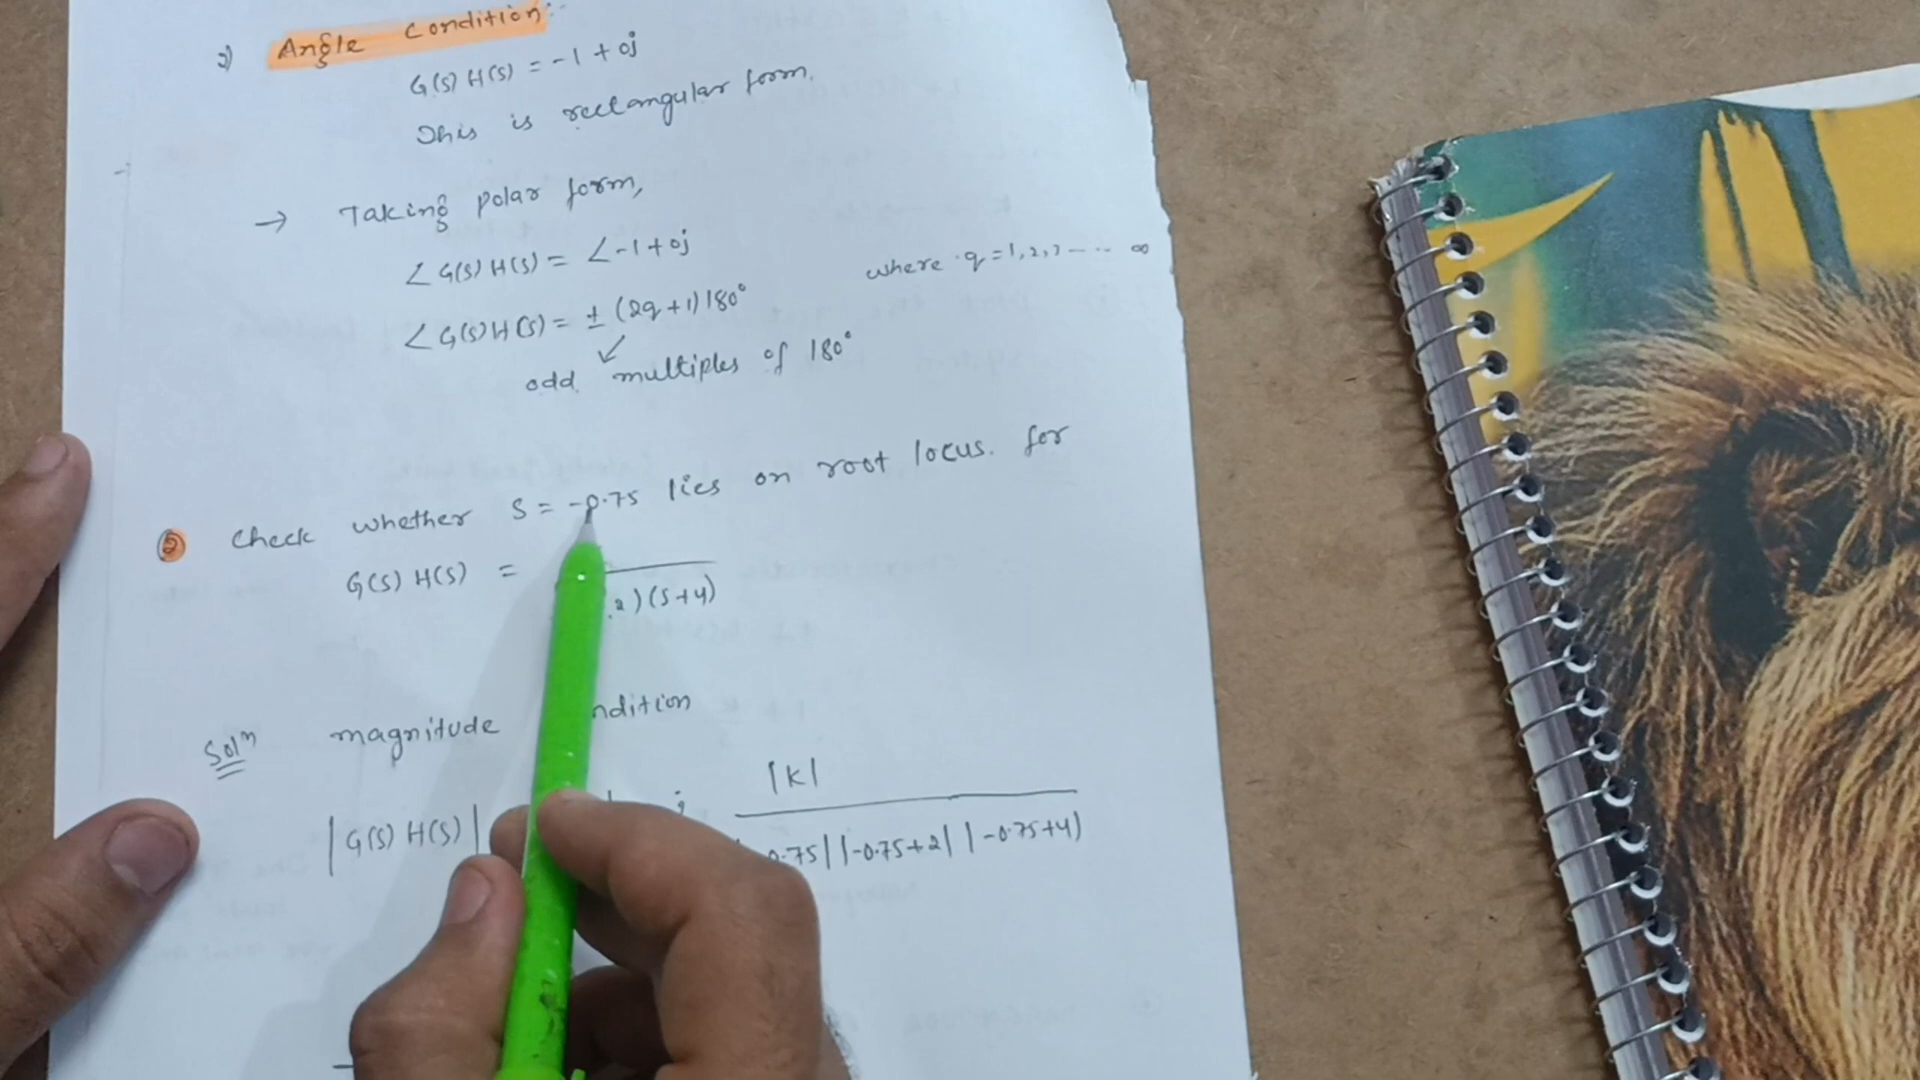 2) Angle Condition:
G(S) H(S) = -1 + 0j
This is rectangular form.
→ Taking polar form,
∠ G(S) H(S) = ∠ -1 + 0j
∠ G(S) H(S) = ± (2q + 1) 180° where q = 1, 2, 3 --- ∞
odd multiples of 180°
② Check whether S = -0.75 lies on root locus. for
G(S) H(S) =
2)(S+4)
Solⁿ magnitude ndition
|G(S) H(S)| |K|
0.75| |-0.75+2| |-0.75+4|